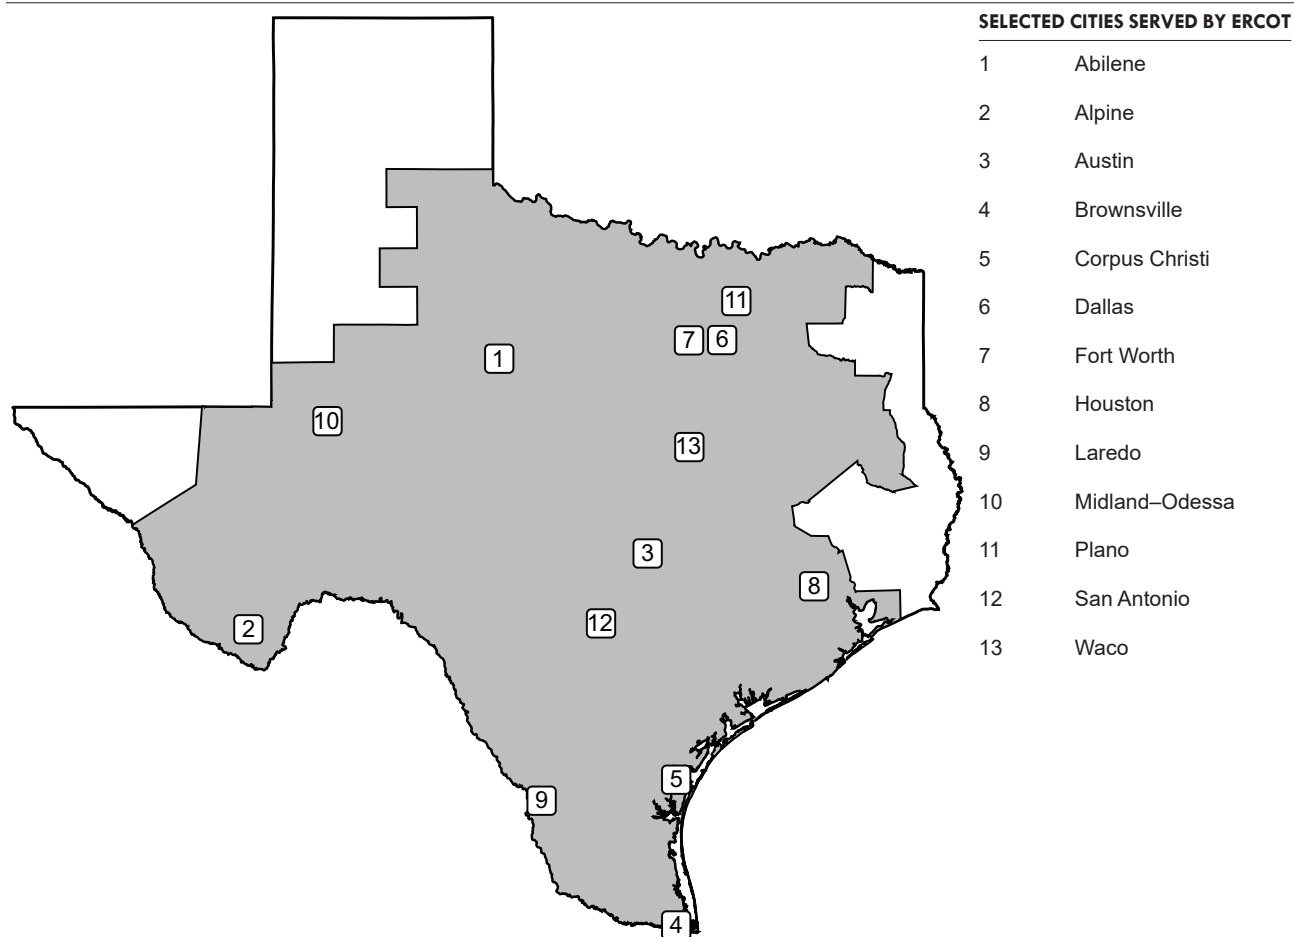 SELECTED CITIES SERVED BY ERCOT
1 Abilene
2 Alpine
3 Austin
4 Brownsville
5 Corpus Christi
6 Dallas
7 Fort Worth
8 Houston
9 Laredo
10 Midland–Odessa
11 Plano
12 San Antonio
13 Waco
11
7 6
1
10
13
3
8
12
2
5
9
4